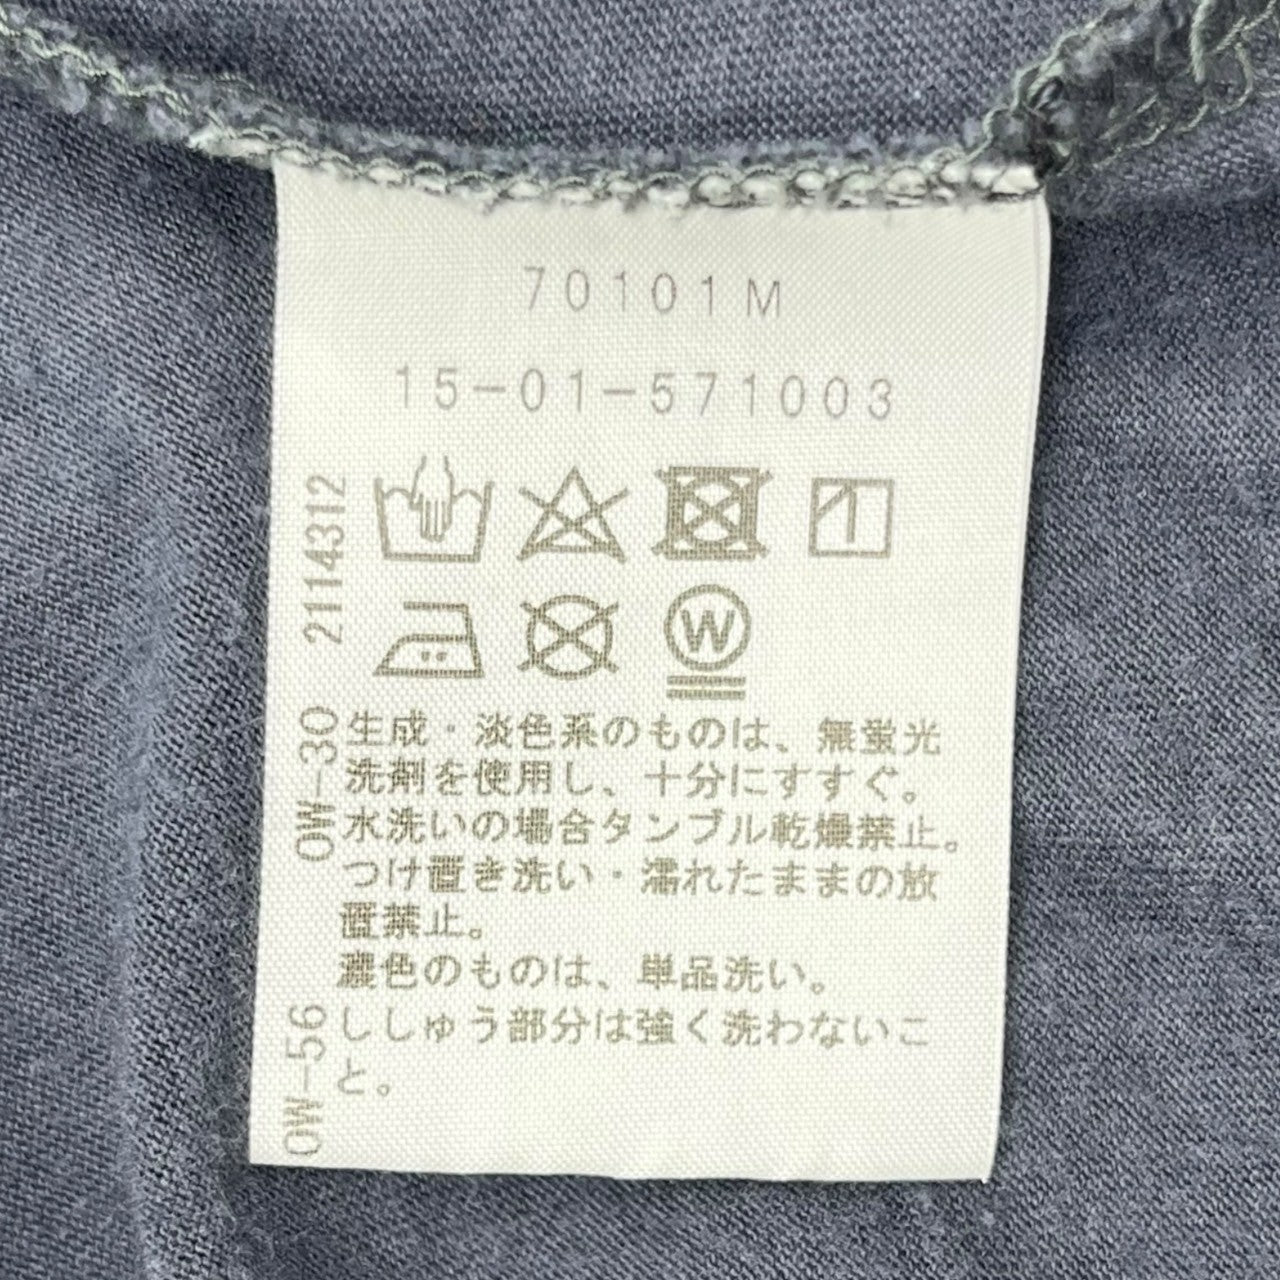 70101M
15-01-571003
W
生成・淡色系のものは、無蛍光
洗剤を使用し、十分にすすぐ。
水洗いの場合タンブル乾燥禁止。
つけ置き洗い・濡れたままの放
置禁止。
濃色のものは、単品洗い。
ししゅう部分は強く洗わないこ
と。
2114312
OW-30
OW-56